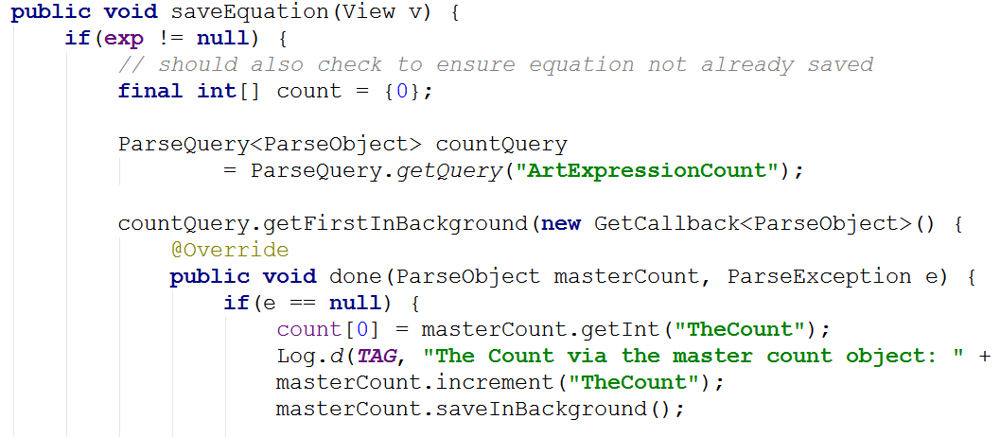 public void saveEquation(View v) {
if(exp != null) {
// should also check to ensure equation not already saved
final int[] count = {0};
ParseQuery<ParseObject> countQuery
= ParseQuery.getQuery("ArtExpressionCount");
countQuery.getFirstInBackground(new GetCallback<ParseObject>() {
@Override
public void done(ParseObject masterCount, ParseException e) {
if(e == null) {
count[0] = masterCount.getInt("TheCount");
Log.d(TAG, "The Count via the master count object: " +
masterCount.increment("TheCount");
masterCount.saveInBackground();